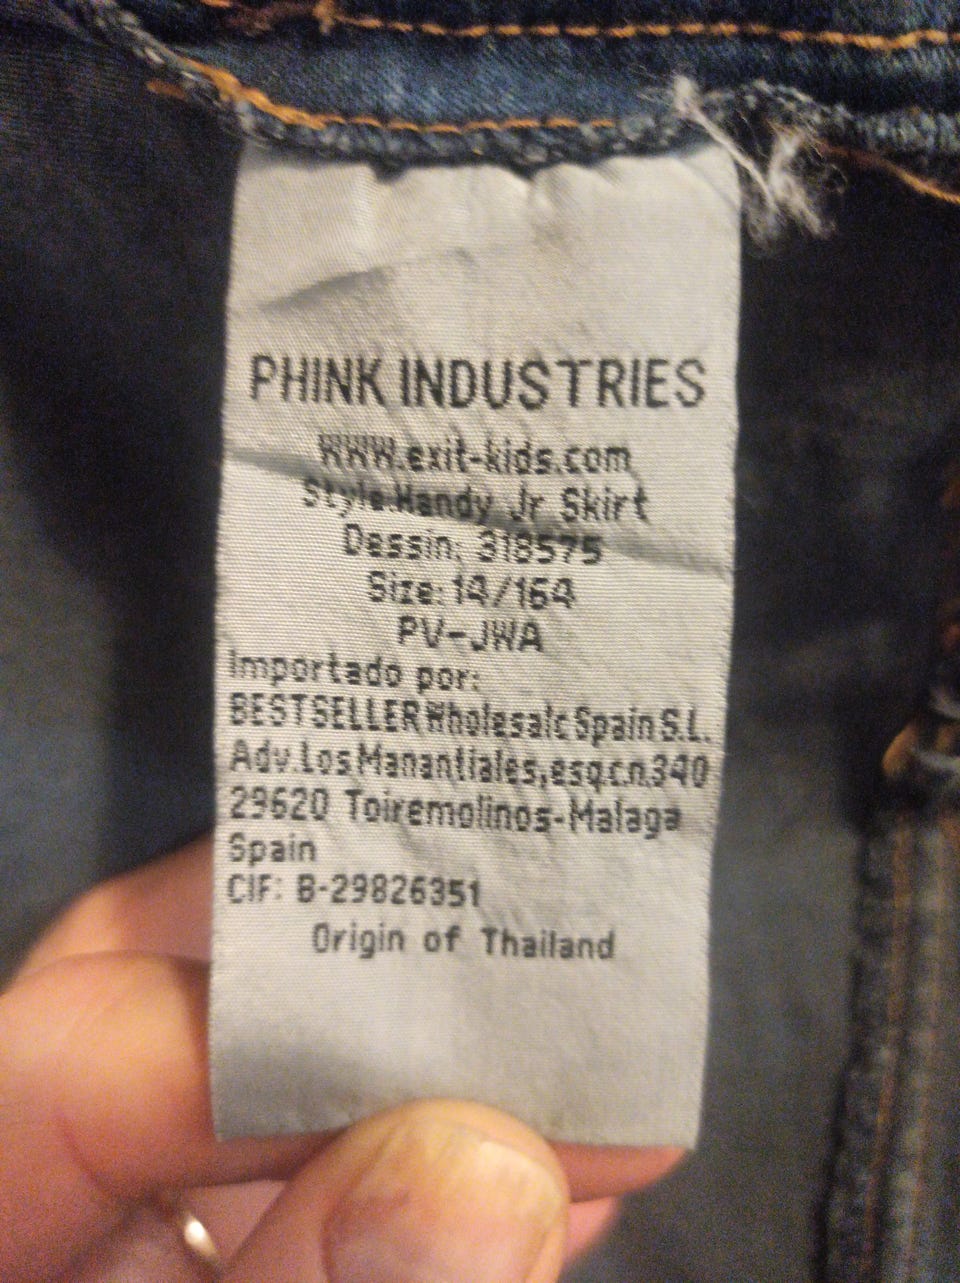 PHINK INDUSTRIES
WWW.exit-kids.com
Style.Handy Jr Skirt
Dessin: 318575
Size: 14/164
PV-JWA
Importado por:
BESTSELLER Wholesale Spain S.L.
Adv.Los Manantiales,esq.c.n.340
29620 Toiremolinos-Malaga
Spain
CIF: B-29826351
Origin of Thailand